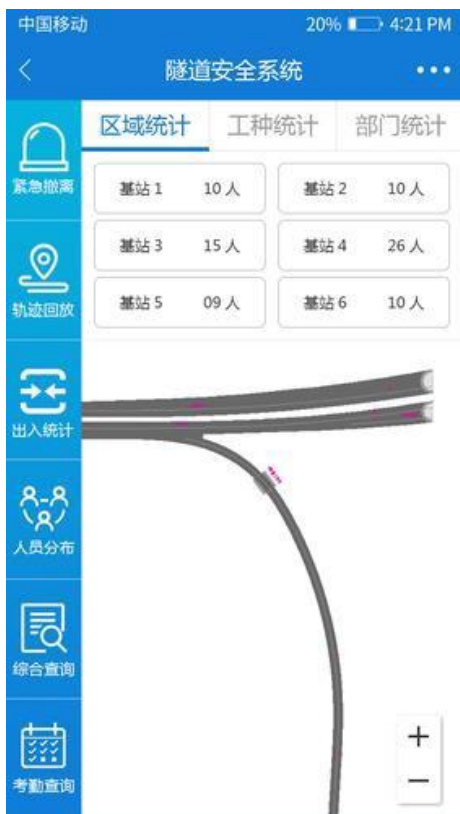 中国移动 20% 4:21 PM
隧道安全系统
区域统计 工种统计 部门统计
紧急撤离
基站 1 10 人 基站 2 10 人
基站 3 15 人 基站 4 26 人
轨迹回放
基站 5 09 人 基站 6 10 人
出入统计
人员分布
综合查询
考勤查询